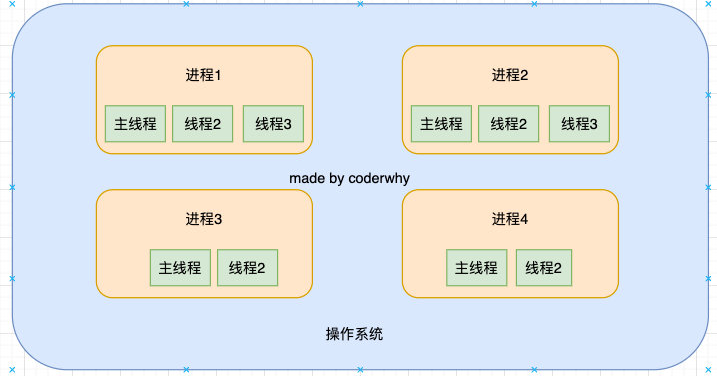 进程1
主线程
线程2
线程3
进程2
主线程
线程2
线程3
made by coderwhy
进程3
主线程
线程2
进程4
主线程
线程2
操作系统